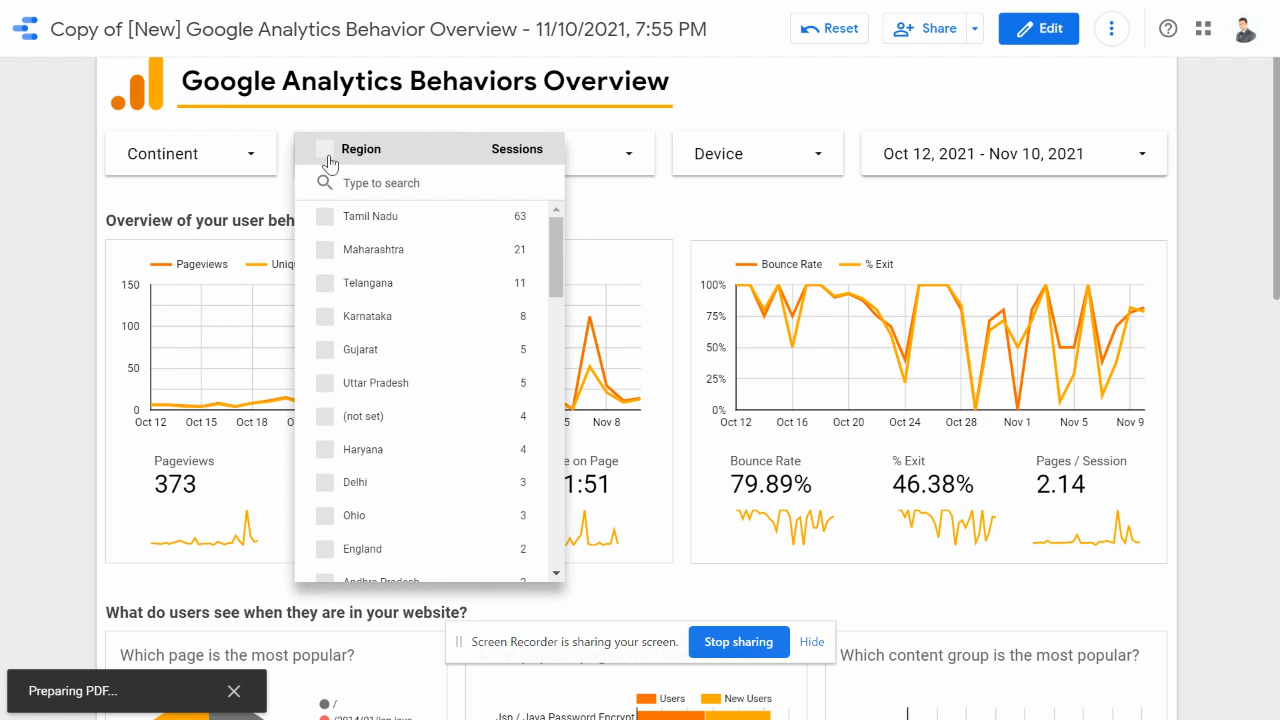 Copy of [New] Google Analytics Behavior Overview - 11/10/2021, 7:55 PM
Reset
Share
Edit
Google Analytics Behaviors Overview
Continent
Region Sessions
Device
Oct 12, 2021 - Nov 10, 2021
Type to search
Tamil Nadu 63
Maharashtra 21
Telangana 11
Karnataka 8
Gujarat 5
Uttar Pradesh 5
(not set) 4
Haryana 4
Delhi 3
Ohio 3
England 2
Overview of your user beh
Pageviews Uniq
150
100
50
0
Oct 12 Oct 15 Oct 18 Nov 8
Pageviews
373
e on Page
1:51
Bounce Rate % Exit
100%
75%
50%
25%
0%
Oct 12 Oct 16 Oct 20 Oct 24 Oct 28 Nov 1 Nov 5 Nov 9
Bounce Rate % Exit Pages / Session
79.89% 46.38% 2.14
What do users see when they are in your website?
Screen Recorder is sharing your screen. Stop sharing Hide
Which page is the most popular?
Which content group is the most popular?
Preparing PDF...
/
Users New Users
Jsp / Java Password Encrypt